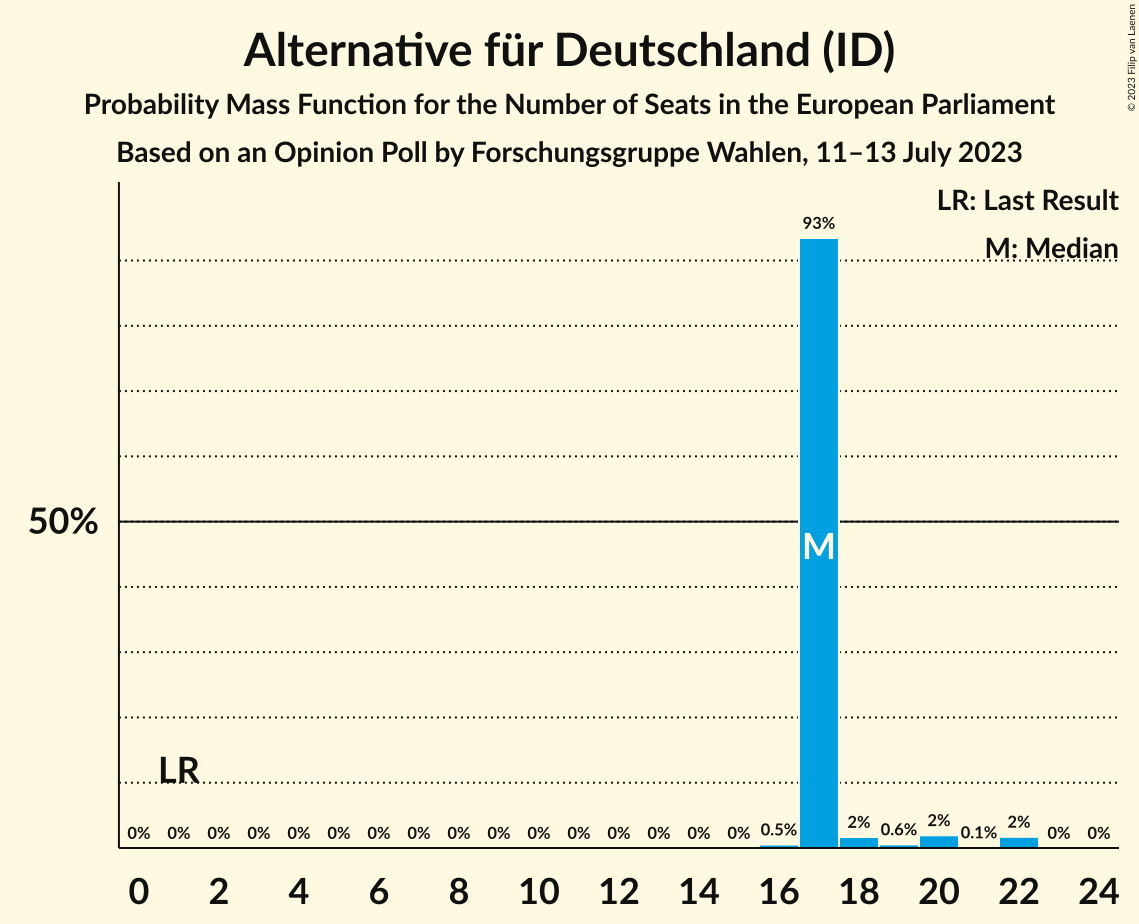 Alternative für Deutschland (ID)
Probability Mass Function for the Number of Seats in the European Parliament
Based on an Opinion Poll by Forschungsgruppe Wahlen, 11–13 July 2023
© 2023 Filip van Laenen
LR: Last Result
M: Median
93%
50%
M
LR
0% 0% 0% 0% 0% 0% 0% 0% 0% 0% 0% 0% 0% 0% 0% 0% 0.5% 2% 0.6% 2% 0.1% 2% 0% 0%
0 2 4 6 8 10 12 14 16 18 20 22 24